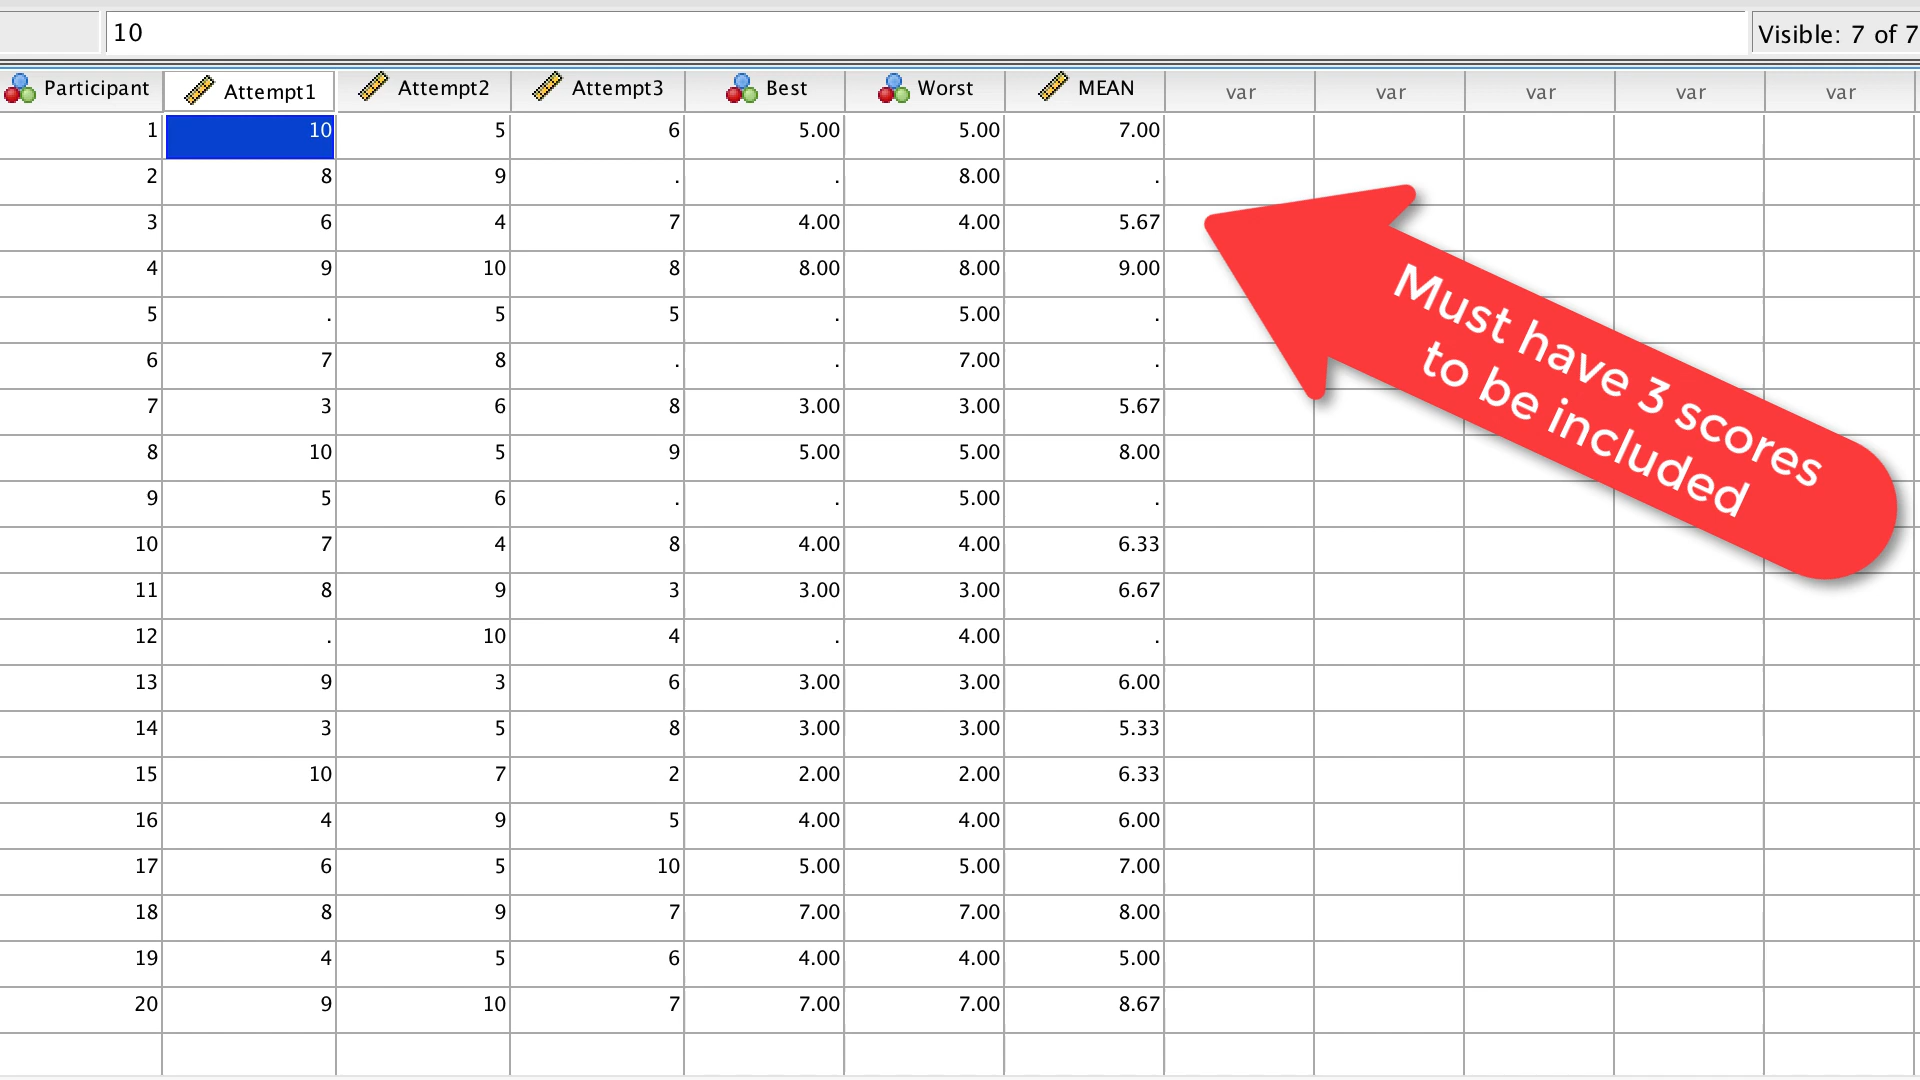 10
Visible: 7 of 7
Participant Attempt1 Attempt2 Attempt3 Best Worst MEAN var var var var var
1 10 5 6 5.00 5.00 7.00
2 8 9 . . 8.00 .
3 6 4 7 4.00 4.00 5.67
4 9 10 8 8.00 8.00 9.00
5 . 5 5 . 5.00 .
6 7 8 . . 7.00 .
7 3 6 8 3.00 3.00 5.67
8 10 5 9 5.00 5.00 8.00
9 5 6 . . 5.00 .
10 7 4 8 4.00 4.00 6.33
11 8 9 3 3.00 3.00 6.67
12 . 10 4 . 4.00 .
13 9 3 6 3.00 3.00 6.00
14 3 5 8 3.00 3.00 5.33
15 10 7 2 2.00 2.00 6.33
16 4 9 5 4.00 4.00 6.00
17 6 5 10 5.00 5.00 7.00
18 8 9 7 7.00 7.00 8.00
19 4 5 6 4.00 4.00 5.00
20 9 10 7 7.00 7.00 8.67
Must have 3 scores
to be included